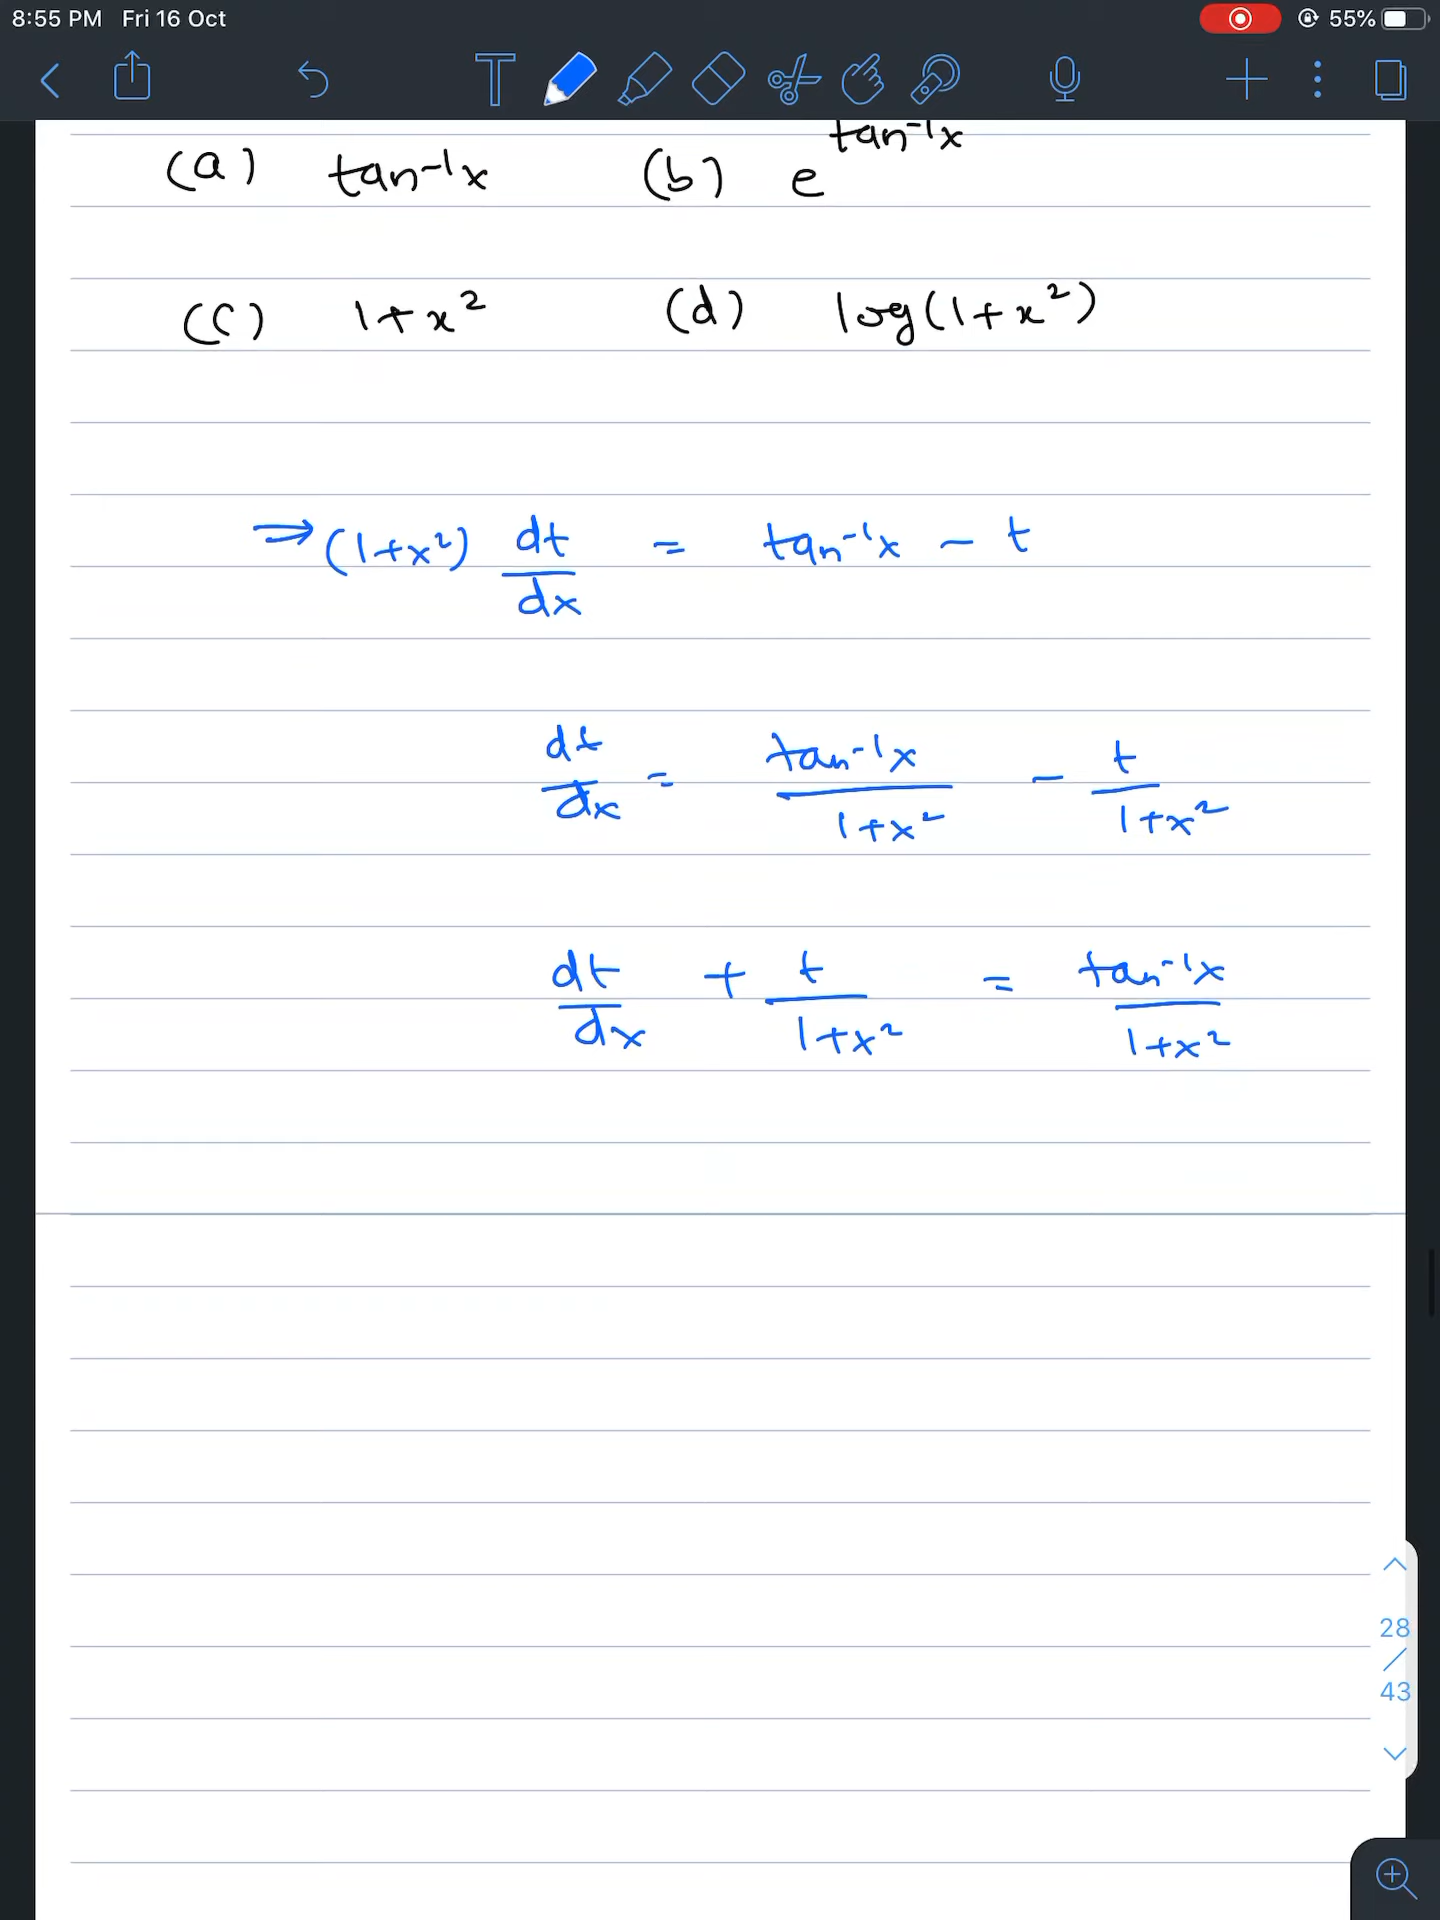 8:55 PM Fri 16 Oct 55%
T
(a) tan⁻¹x (b) e^tan⁻¹x
(c) 1+x² (d) log(1+x²)
⇒ (1+x²) dt/dx = tan⁻¹x − t
dt/dx = tan⁻¹x/1+x² − t/1+x²
dt/dx + t/1+x² = tan⁻¹x/1+x²
28
/
43